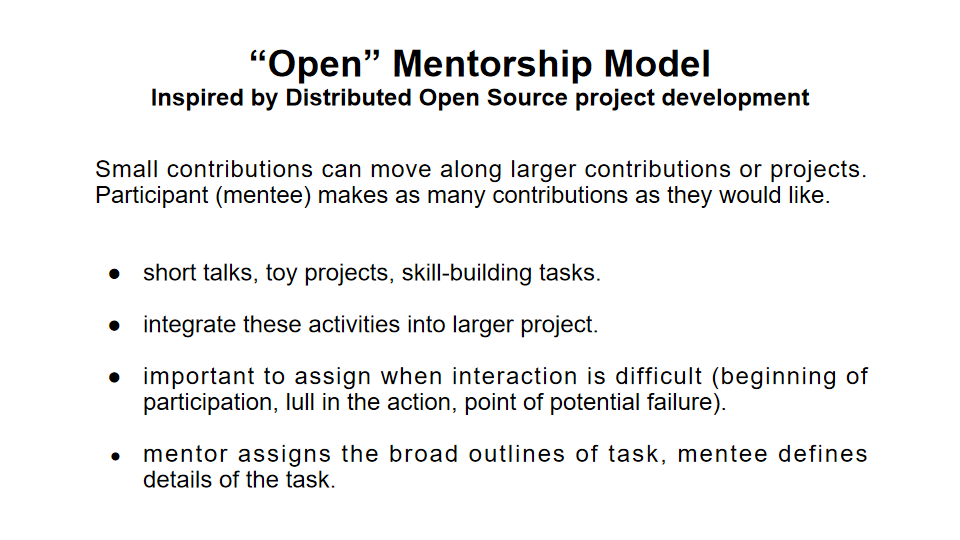 “Open” Mentorship Model
Inspired by Distributed Open Source project development
Small contributions can move along larger contributions or projects.
Participant (mentee) makes as many contributions as they would like.
● short talks, toy projects, skill-building tasks.
● integrate these activities into larger project.
● important to assign when interaction is difficult (beginning of
participation, lull in the action, point of potential failure).
● mentor assigns the broad outlines of task, mentee defines
details of the task.